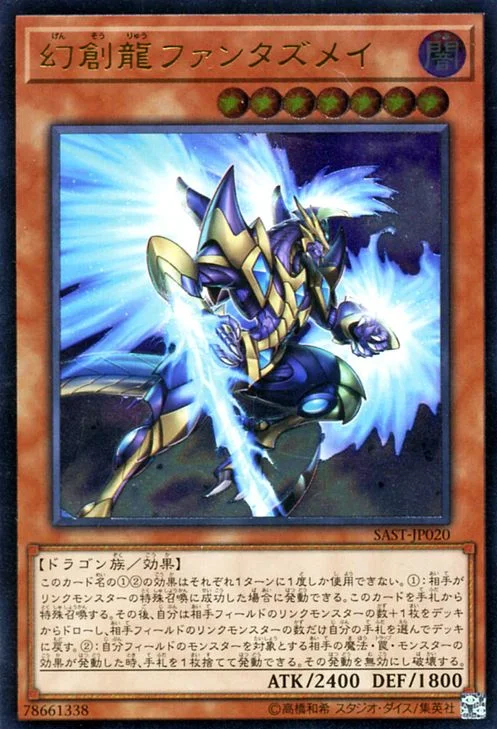 幻創龍ファンタズメイ
闇
SAST-JP020
【ドラゴン族／効果】
このカード名の①②の効果はそれぞれ1ターンに1度しか使用できない。①：相手が
リンクモンスターの特殊召喚に成功した場合に発動できる。このカードを手札から
特殊召喚する。その後、自分は相手フィールドのリンクモンスターの数+1枚をデッキ
からドローし、相手フィールドのリンクモンスターの数だけ自分の手札を選んでデッキ
に戻す。②：自分フィールドのモンスターを対象とする相手の魔法・罠・モンスターの
効果が発動した時、手札を1枚捨てて発動できる。その発動を無効にし破壊する。
ATK/2400 DEF/1800
78661338
©高橋和希 スタジオ・ダイス/集英社